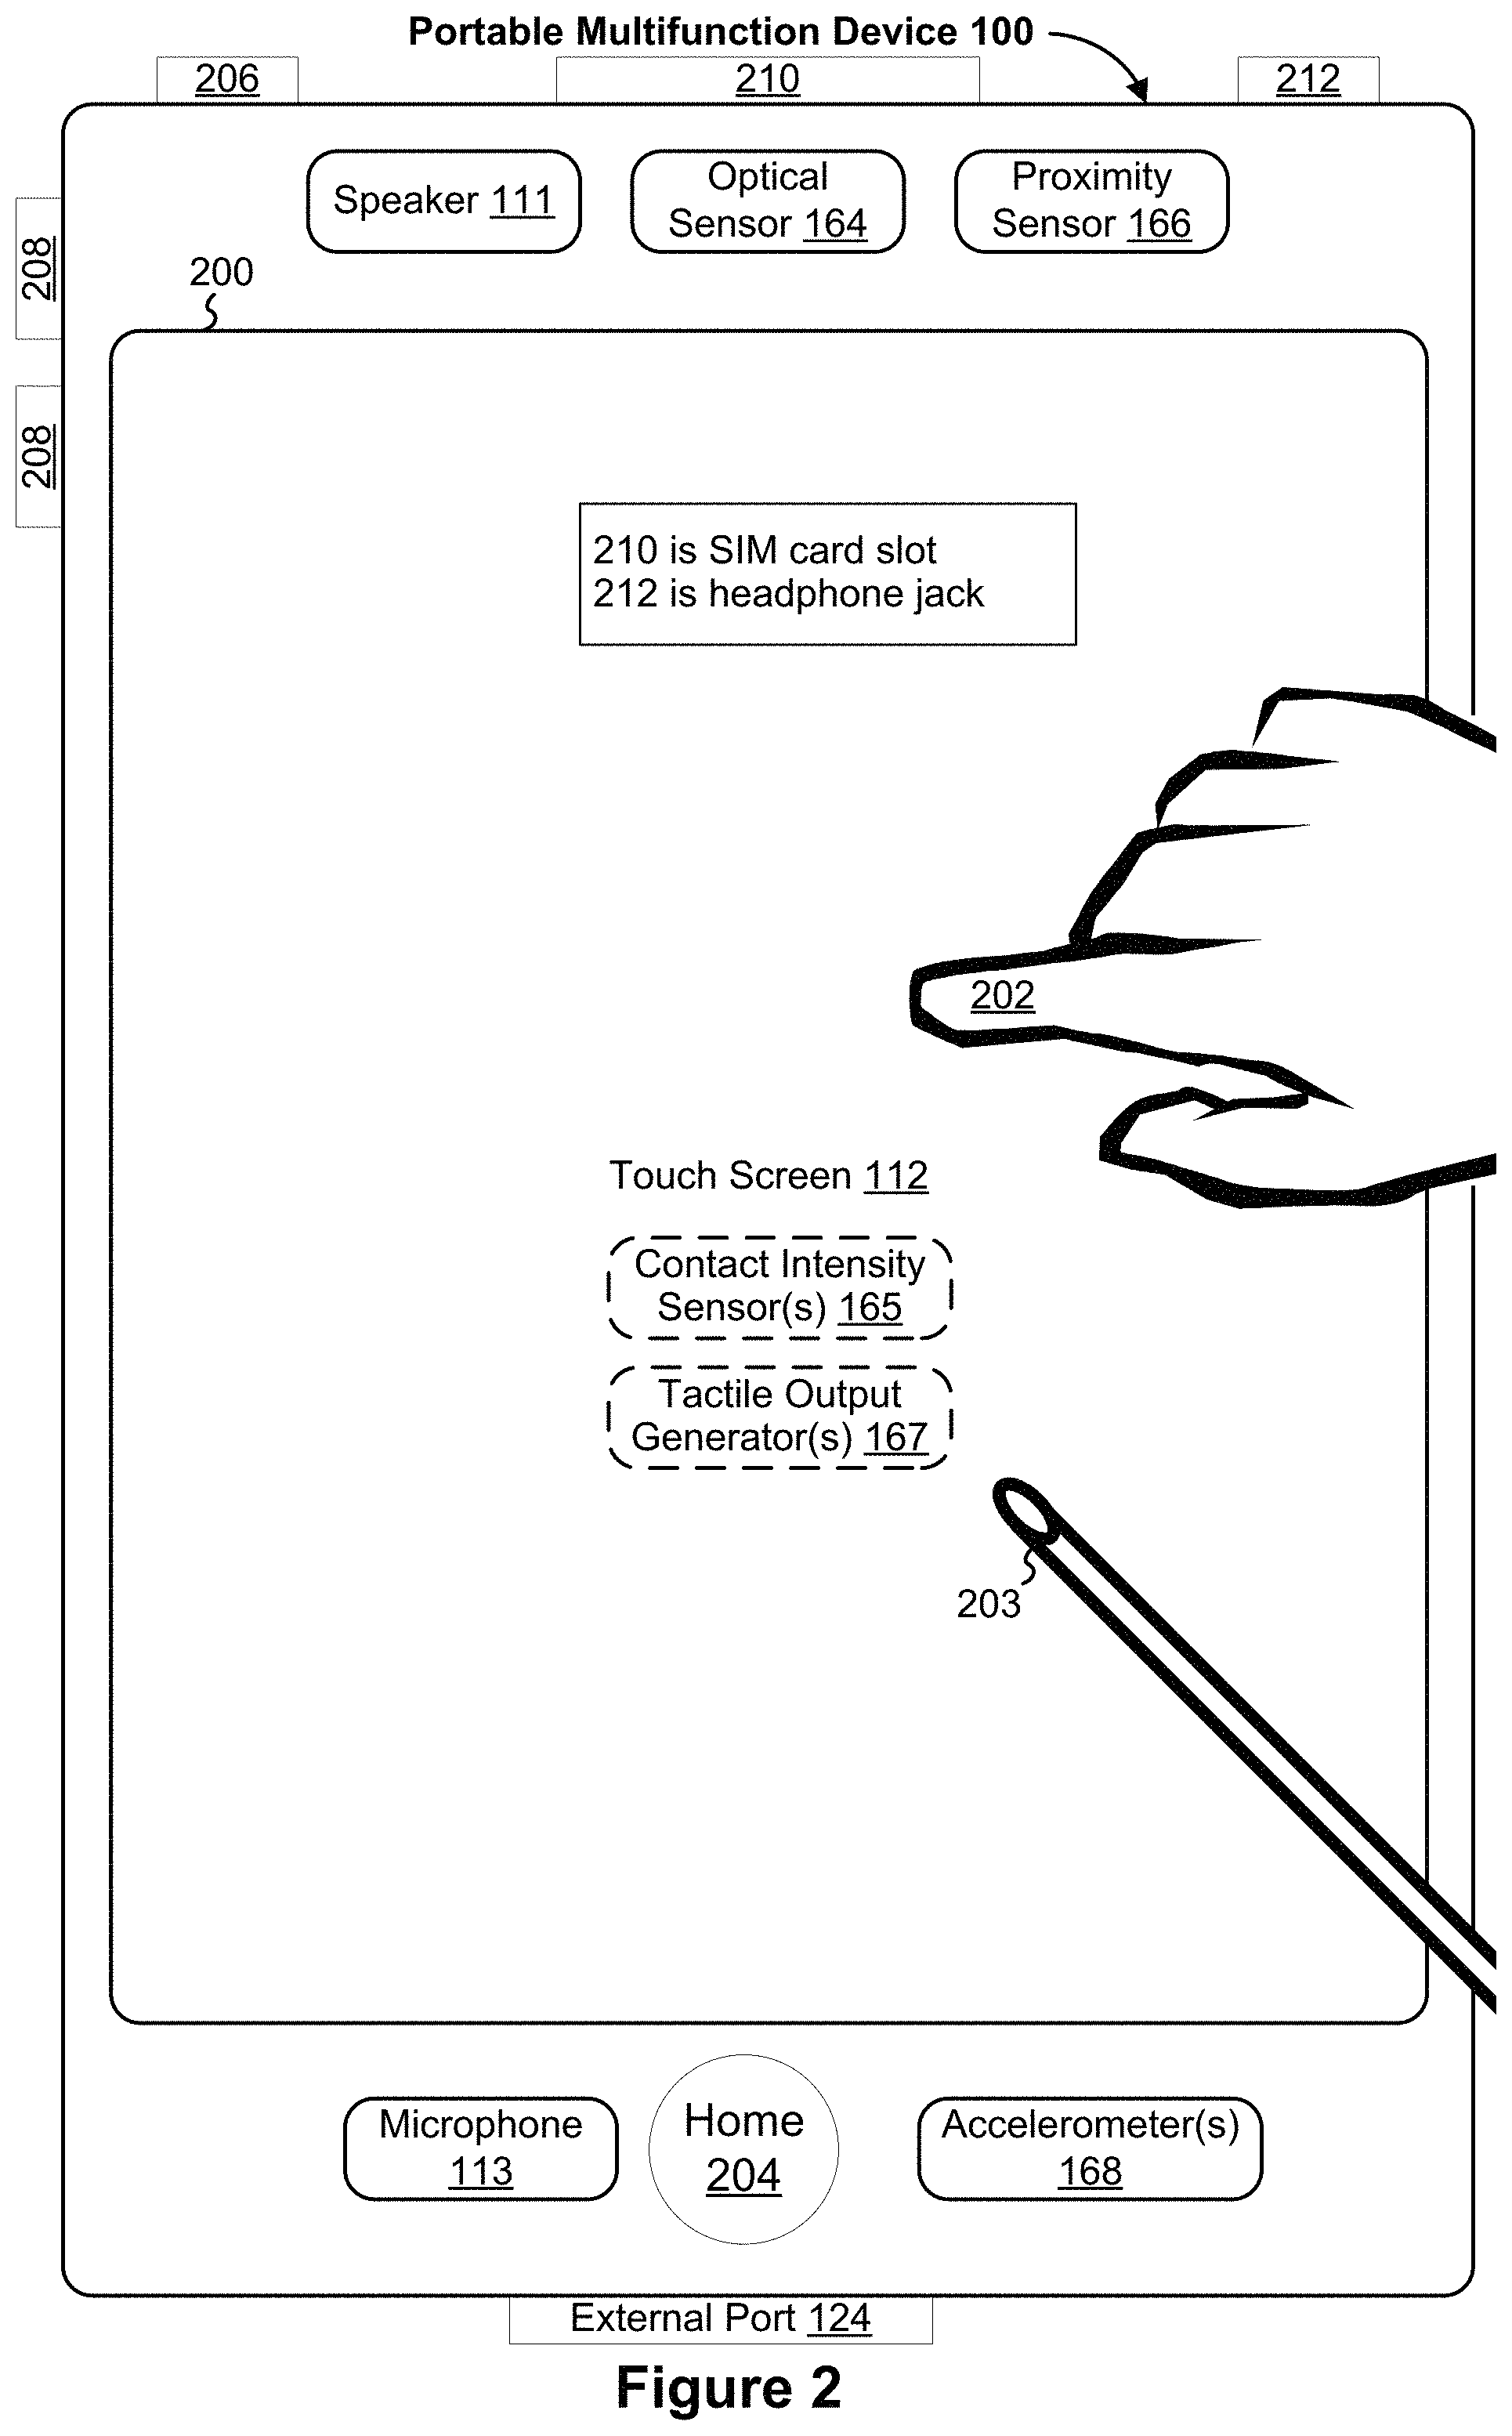 Portable Multifunction Device 100
206
210
212
Speaker 111
Optical
Sensor 164
Proximity
Sensor 166
208
200
208
210 is SIM card slot
212 is headphone jack
202
Touch Screen 112
Contact Intensity
Sensor(s) 165
Tactile Output
Generator(s) 167
203
Microphone
113
Home
204
Accelerometer(s)
168
External Port 124
Figure 2